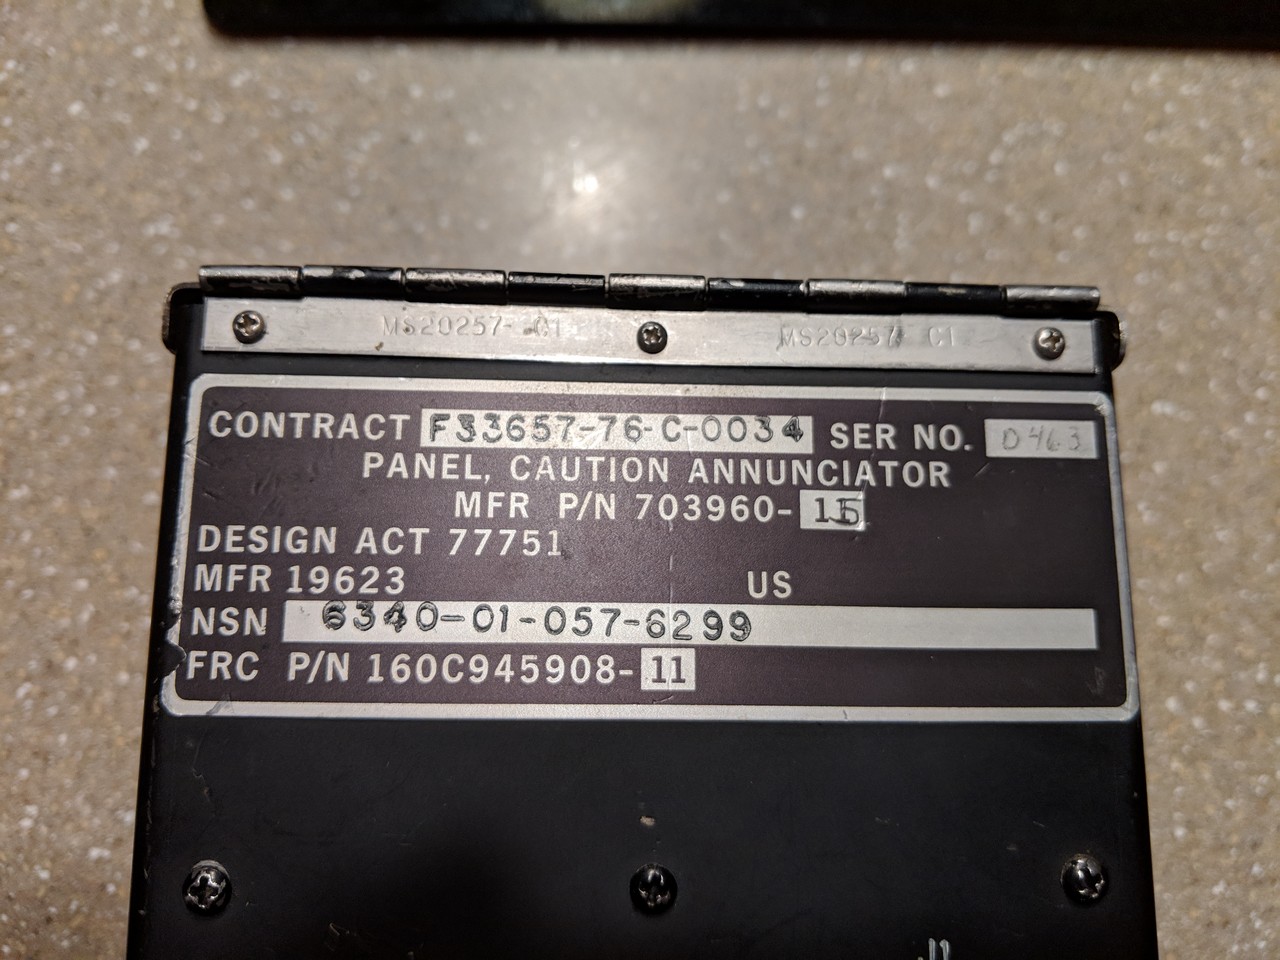 MS20257- C1 MS20257 C1
CONTRACT F33657-76-C-0034 SER NO. 0463
PANEL, CAUTION ANNUNCIATOR
MFR P/N 703960-15
DESIGN ACT 77751
MFR 19623 US
NSN 6340-01-057-6299
FRC P/N 160C945908-11